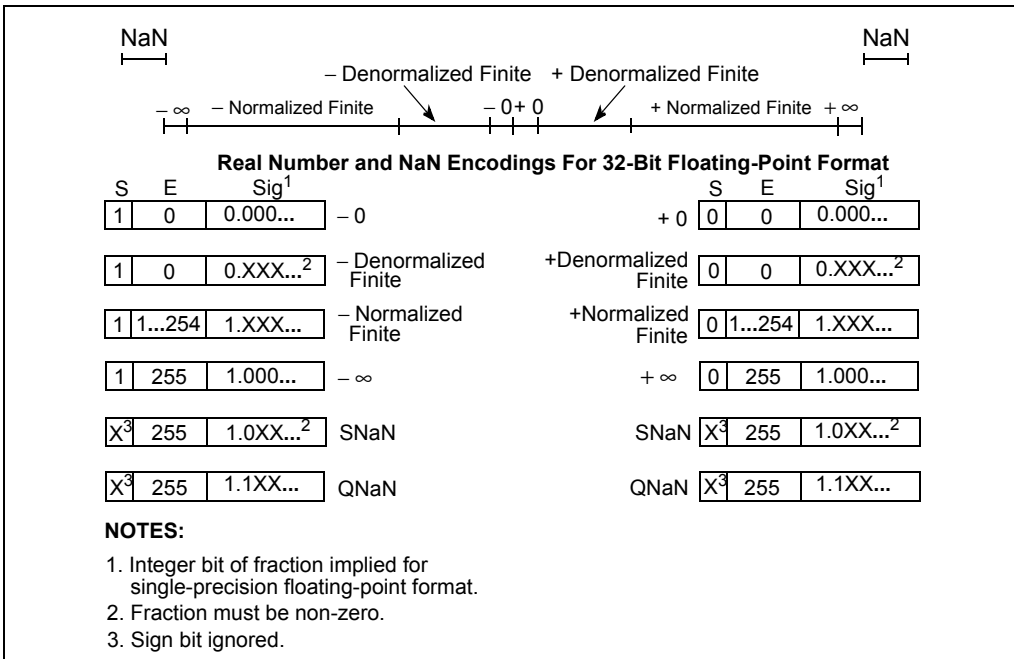 NaN NaN
– Denormalized Finite + Denormalized Finite
– ∞ – Normalized Finite – 0 + 0 + Normalized Finite + ∞
Real Number and NaN Encodings For 32-Bit Floating-Point Format
S E Sig1 S E Sig1
1 0 0.000... – 0 + 0 0 0 0.000...
1 0 0.XXX...2 – Denormalized Finite +Denormalized Finite 0 0 0.XXX...2
1 1...254 1.XXX... – Normalized Finite +Normalized Finite 0 1...254 1.XXX...
1 255 1.000... – ∞ + ∞ 0 255 1.000...
X3 255 1.0XX...2 SNaN SNaN X3 255 1.0XX...2
X3 255 1.1XX... QNaN QNaN X3 255 1.1XX...
NOTES:
1. Integer bit of fraction implied for
single-precision floating-point format.
2. Fraction must be non-zero.
3. Sign bit ignored.